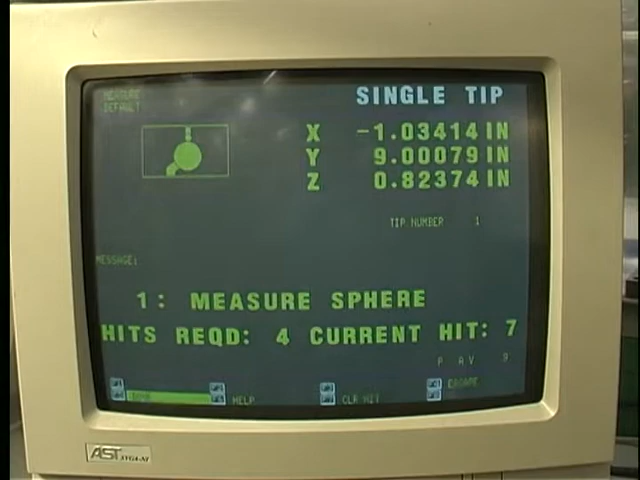 MEASURE
DEFAULT
SINGLE TIP
X -1.03414 IN
Y 9.00079 IN
Z 0.82374 IN
TIP NUMBER 1
MESSAGE:
1: MEASURE SPHERE
HITS REQD: 4 CURRENT HIT: 7
HELP
CLR HIT
AST